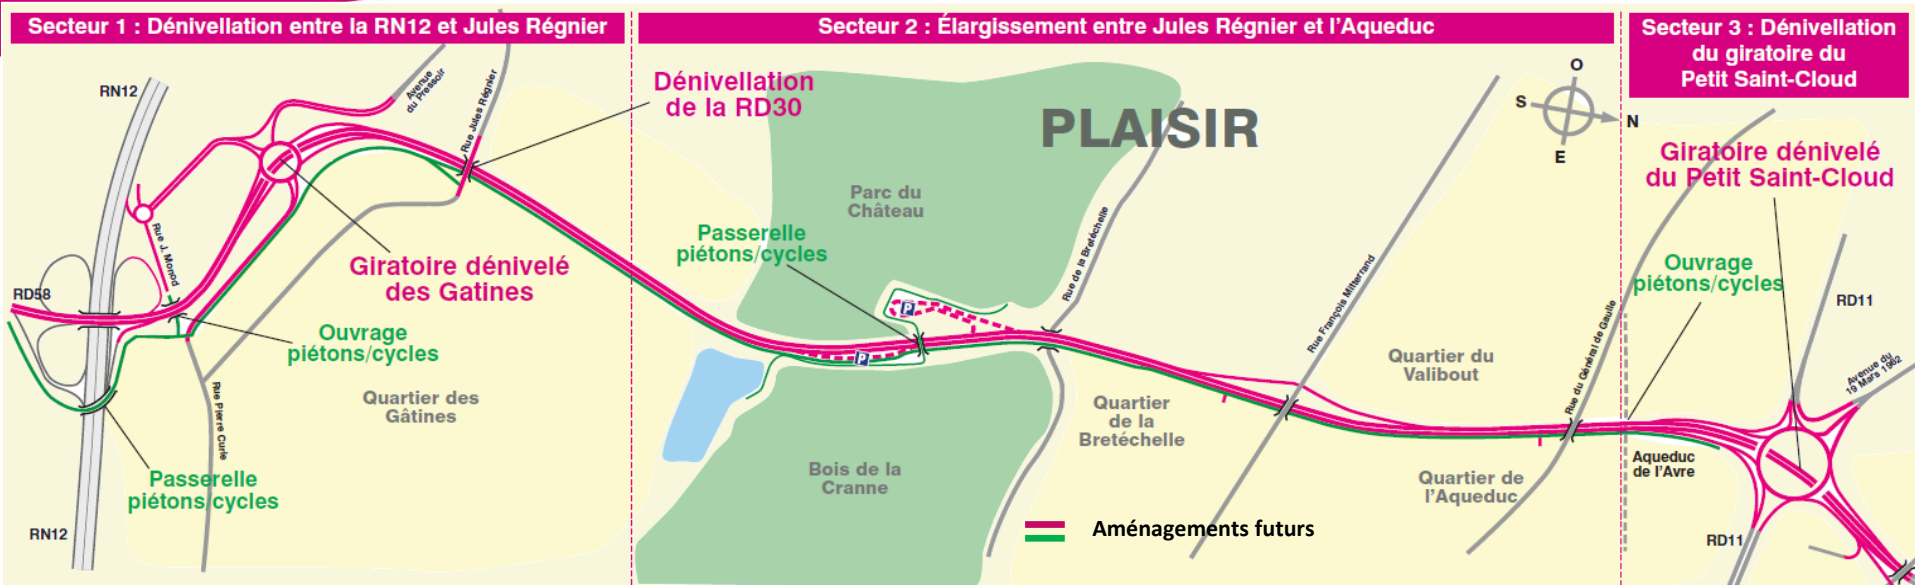 Secteur 1 : Dénivellation entre la RN12 et Jules Régnier
Secteur 2 : Élargissement entre Jules Régnier et l'Aqueduc
Secteur 3 : Dénivellation
du giratoire du
Petit Saint-Cloud
RN12
Avenue
du Pressoir
Rue Jules Régnier
Dénivellation
de la RD30
PLAISIR
O
S
N
E
Giratoire dénivelé
du Petit Saint-Cloud
Parc du
Château
Passerelle
piétons/cycles
Rue de la Bretéchelle
Rue J. Monod
Giratoire dénivelé
des Gatines
RD58
Ouvrage
piétons/cycles
P
P
Rue François Mitterrand
Ouvrage
piétons/cycles
RD11
Rue du Général de Gaulle
Quartier du
Valibout
Avenue du
19 Mars 1962
Quartier des
Gâtines
Rue Pierre Curie
Quartier
de la
Bretéchelle
Passerelle
piétons/cycles
Bois de la
Cranne
Quartier de
l'Aqueduc
Aqueduc
de l'Avre
RN12
Aménagements futurs
RD11